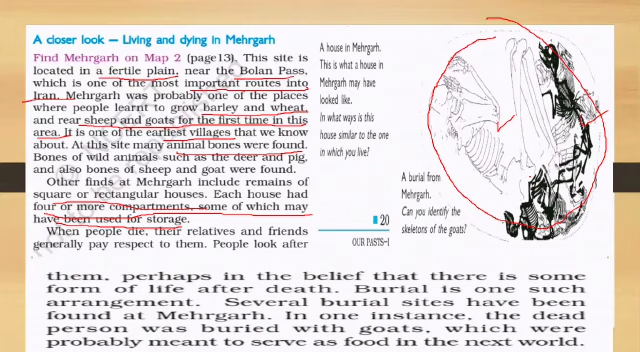 A closer look — Living and dying in Mehrgarh
Find Mehrgarh on Map 2 (page13). This site is
located in a fertile plain, near the Bolan Pass,
which is one of the most important routes into
Iran. Mehrgarh was probably one of the places
where people learnt to grow barley and wheat,
and rear sheep and goats for the first time in this
area. It is one of the earliest villages that we know
about. At this site many animal bones were found.
Bones of wild animals such as the deer and pig,
and also bones of sheep and goat were found.
Other finds at Mehrgarh include remains of
square or rectangular houses. Each house had
four or more compartments, some of which may
have been used for storage.
When people die, their relatives and friends
generally pay respect to them. People look after
A house in Mehrgarh.
This is what a house in
Mehrgarh may have
looked like.
In what ways is this
house similar to the one
in which you live?
A burial from
Mehrgarh.
Can you identify the
skeletons of the goats?
20
OUR PASTS–I
them, perhaps in the belief that there is some
form of life after death. Burial is one such
arrangement. Several burial sites have been
found at Mehrgarh. In one instance, the dead
person was buried with goats, which were
probably meant to serve as food in the next world.